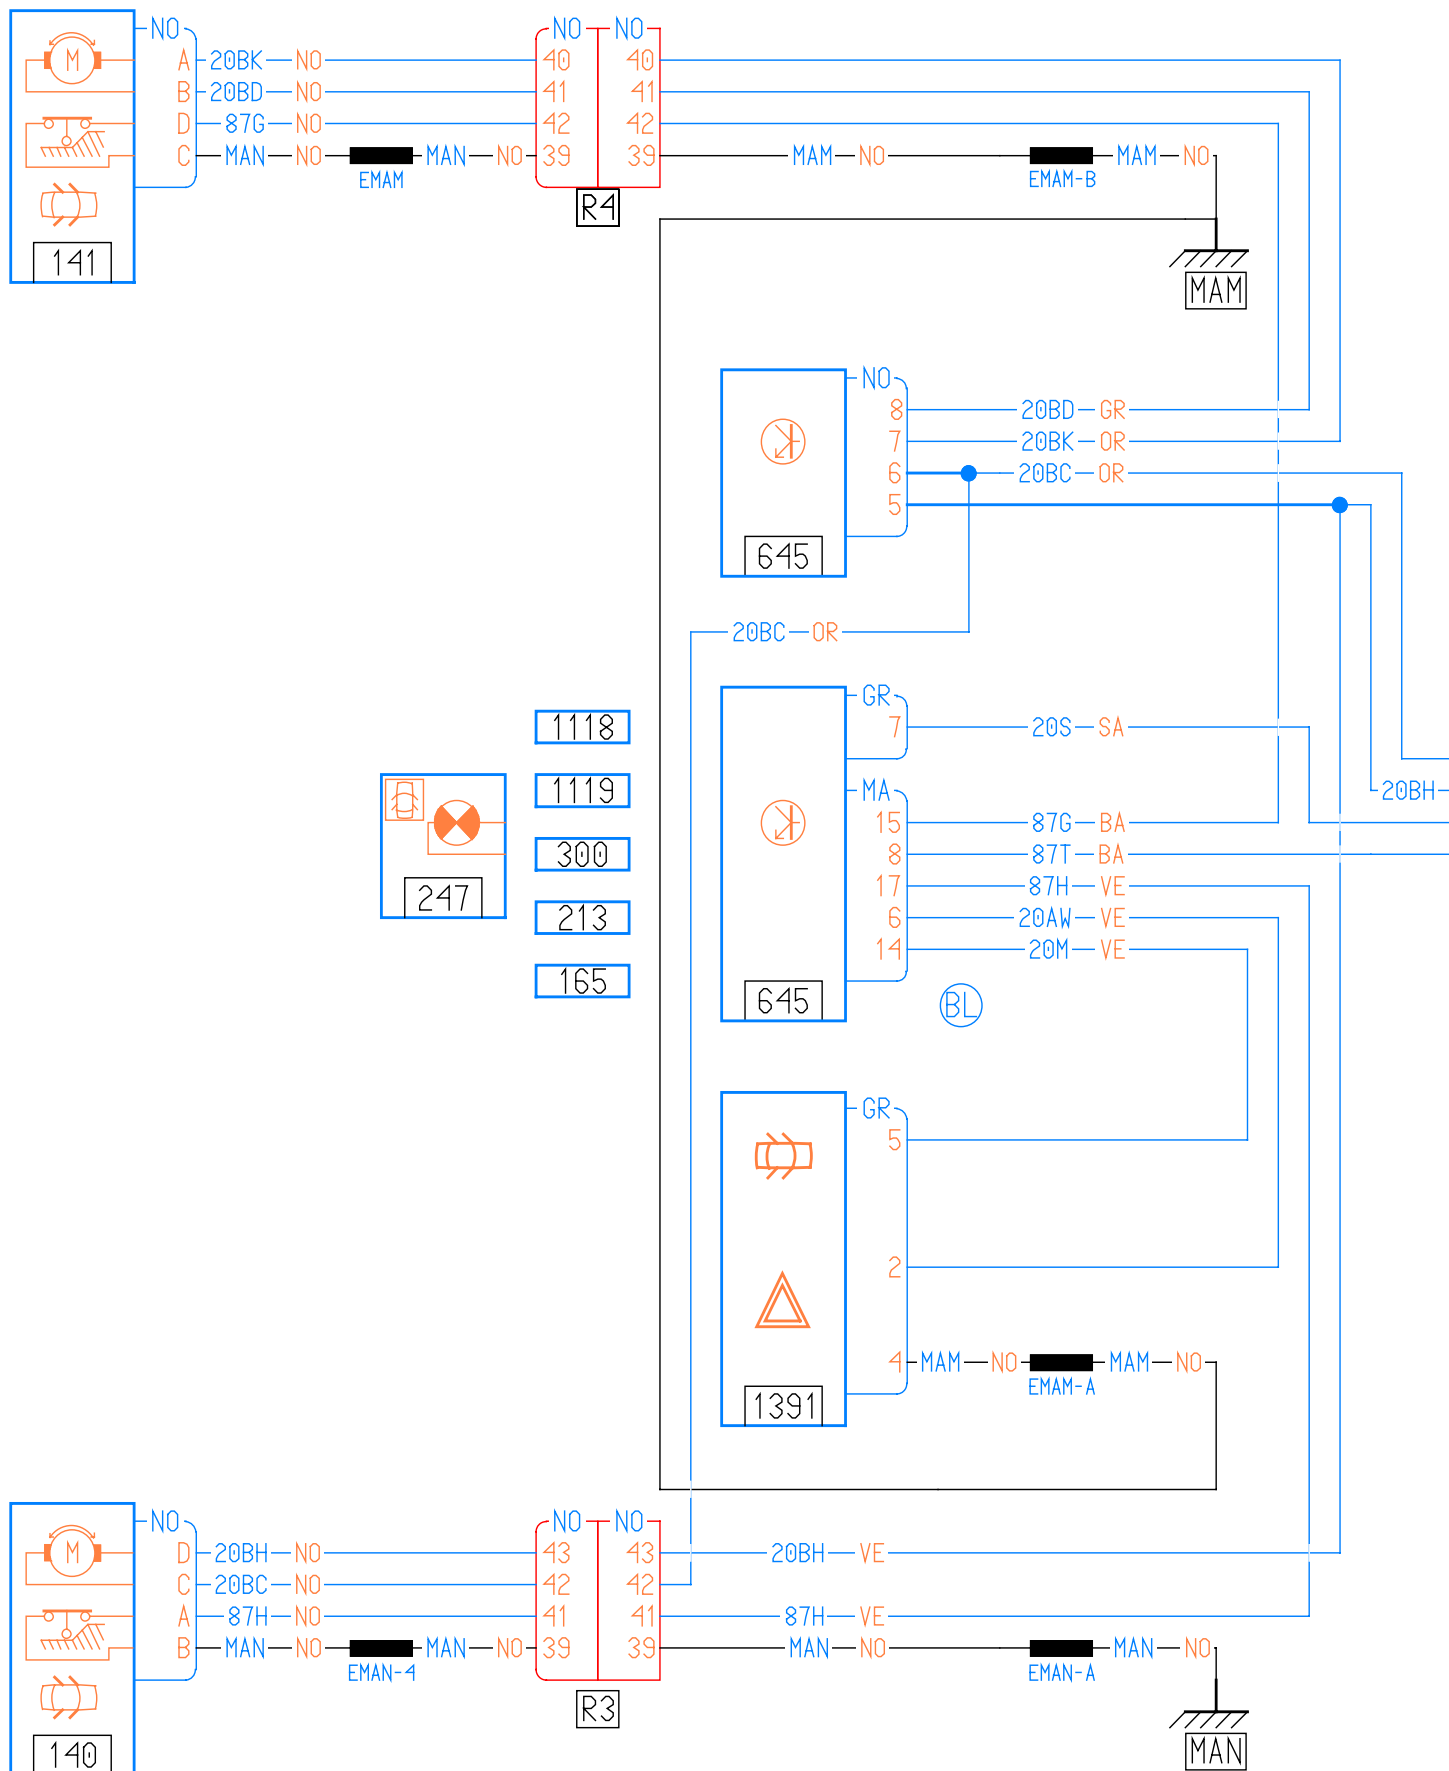 NO NO NO
M A 20BK NO 40 40
B 20BD NO 41 41
D 87G NO 42 42
C MAN NO MAN NO 39 39 MAM NO MAM NO
EMAM EMAM-B
R4
141
MAM
NO
8 20BD GR
7 20BK OR
6 20BC OR
5
645
20BC OR
GR
7 20S SA
1118
1119
300
213
165
247
MA
20BH
15 87G BA
8 87T BA
17 87H VE
6 20AW VE
14 20M VE
645
BL
GR
5
2
4 MAM NO MAM NO
EMAM-A
1391
NO NO NO
M D 20BH NO 43 43 20BH VE
C 20BC NO 42 42
A 87H NO 41 41 87H VE
B MAN NO MAN NO 39 39 MAN NO MAN NO
EMAN-4 EMAN-A
R3
140
MAN